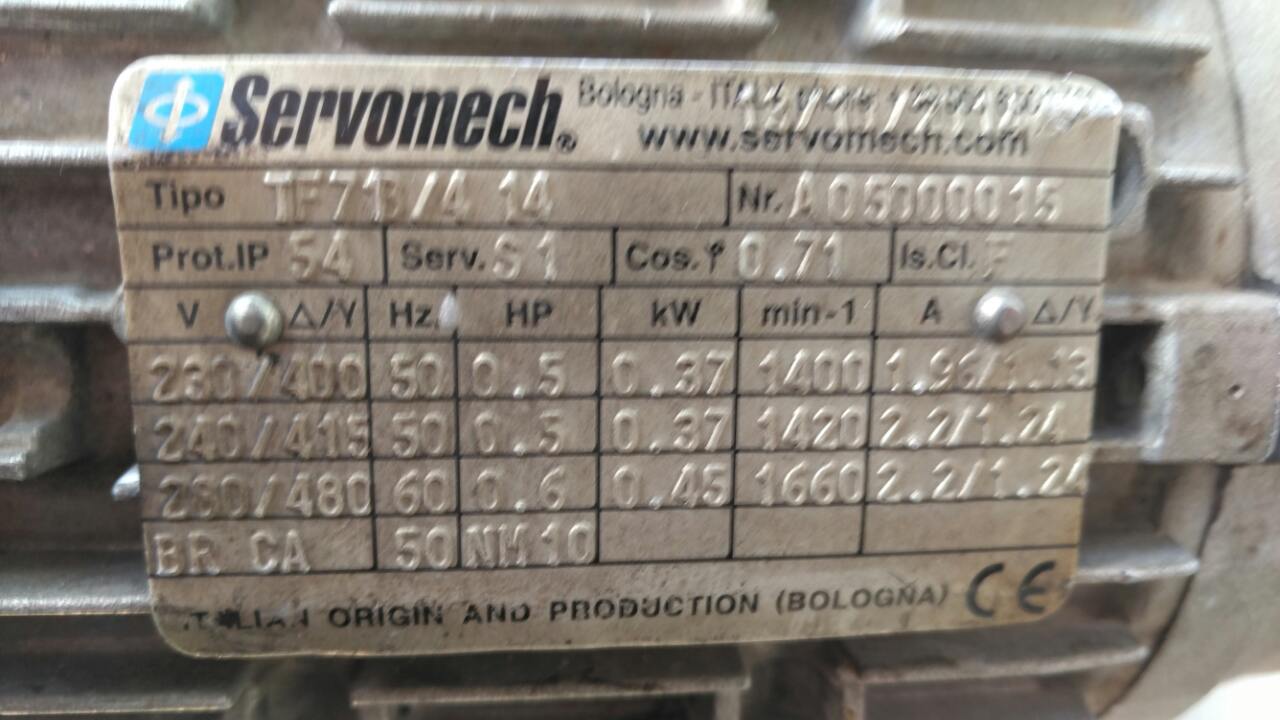 Servomech® Bologna - ITALY, phone:
www.servomech.com
Tipo TF71B/4 14 Nr. A05000015
Prot.IP 54 Serv. S1 Cos.φ 0.71 Is.Cl. F
V Δ/Y Hz. HP kW min-1 A Δ/Y
230/400 50 0.5 0.37 1400 1.96/1.13
240/415 50 0.5 0.37 1420 2.2/1.24
280/480 60 0.6 0.45 1660 2.2/1.24
BR CA 50 NM10
ITALIAN ORIGIN AND PRODUCTION (BOLOGNA) CE